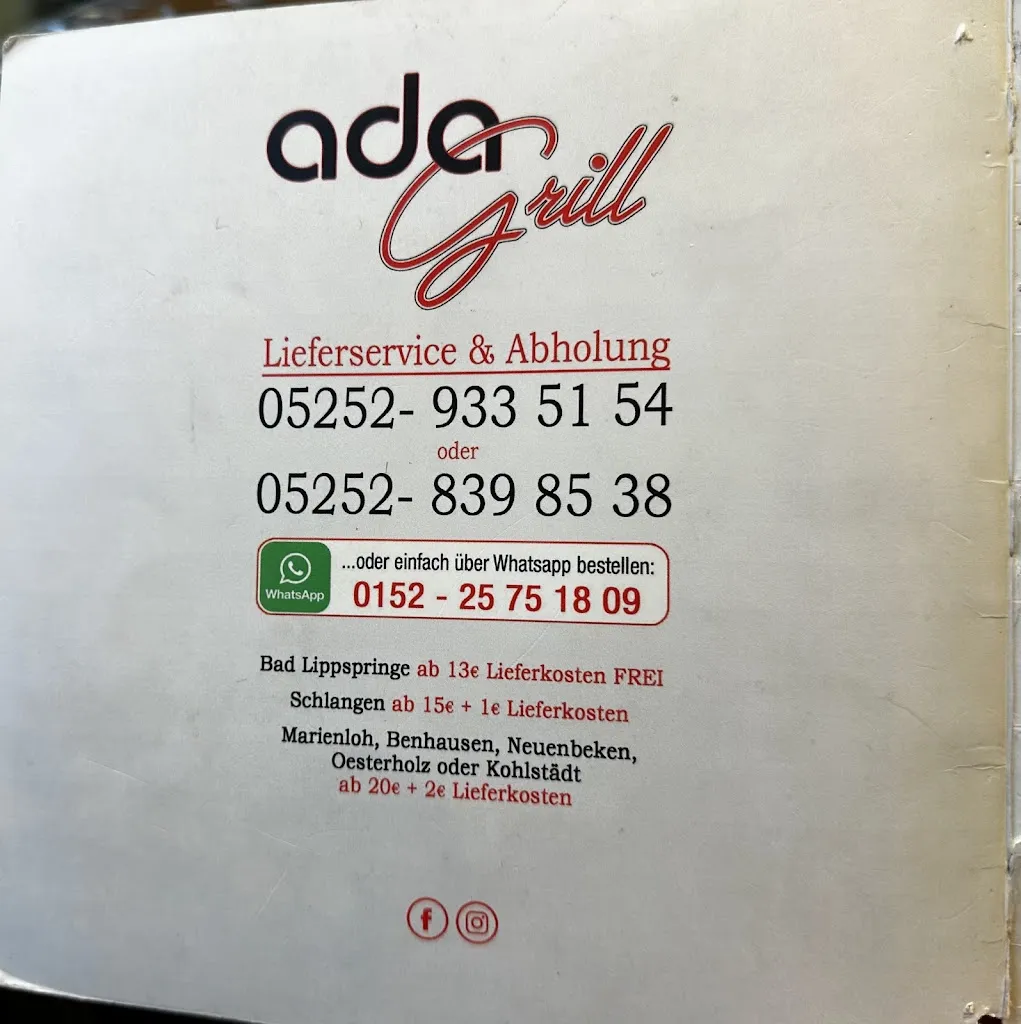 ada
Grill
Lieferservice & Abholung
05252- 933 51 54
oder
05252- 839 85 38
...oder einfach über Whatsapp bestellen:
WhatsApp
0152 - 25 75 18 09
Bad Lippspringe ab 13€ Lieferkosten FREI
Schlangen ab 15€ + 1€ Lieferkosten
Marienloh, Benhausen, Neuenbeken,
Oesterholz oder Kohlstädt
ab 20€ + 2€ Lieferkosten